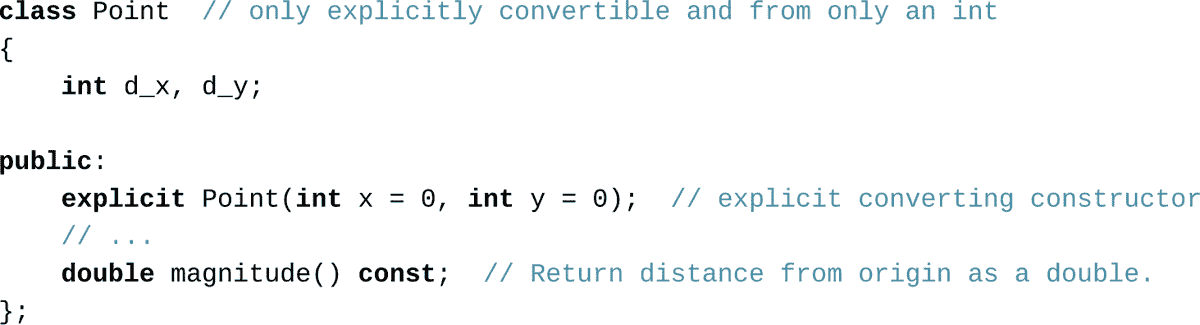 class Point  // only explicitly convertible and from only an int
{
    int d_x, d_y;

public:
    explicit Point(int x = 0, int y = 0);  // explicit converting constructor
    // ...
    double magnitude() const;  // Return distance from origin as a double.
};